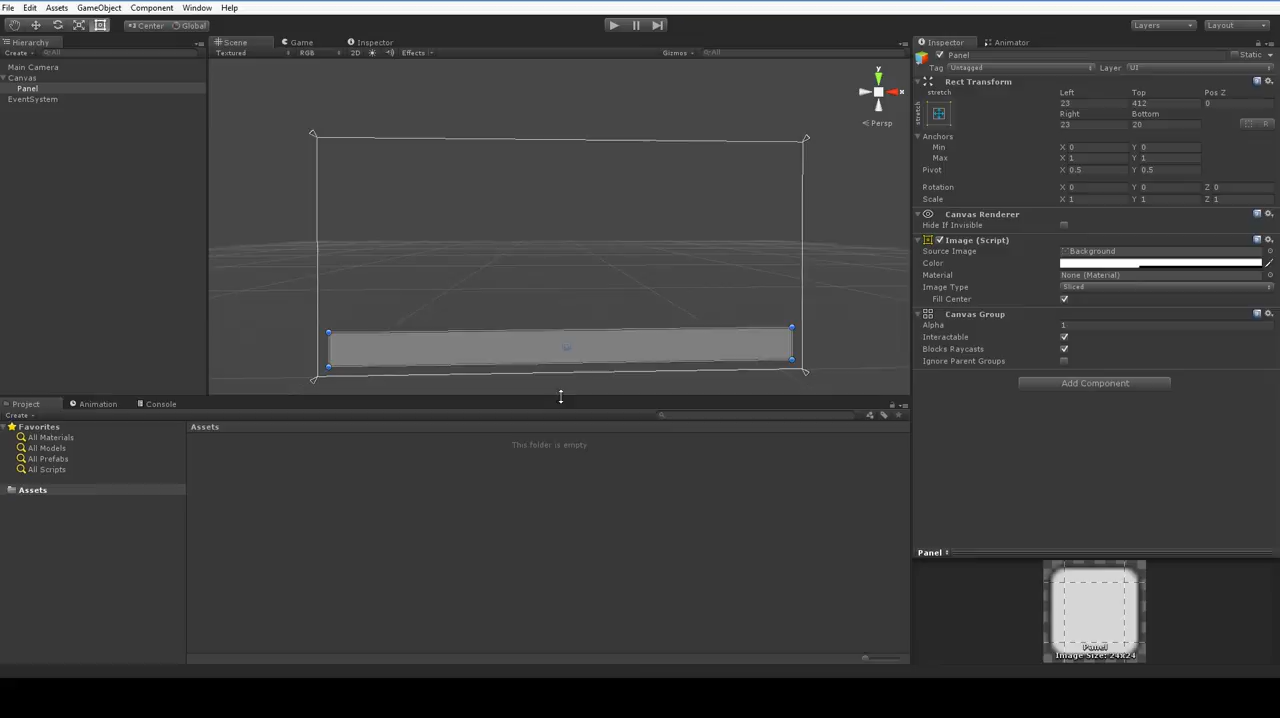 File Edit Assets GameObject Component Window Help
Center Global Layers Layout
Hierarchy
Create All
Main Camera
Canvas
Panel
EventSystem
Scene Game Inspector
Textured RGB 2D Effects Gizmos All
y
x
Persp
Project Animation Console
Create
Favorites
All Materials
All Models
All Prefabs
All Scripts
Assets
Assets
This folder is empty
Inspector Animator
Panel Static
Tag Untagged Layer UI
Rect Transform
stretch
stretch
Left Top Pos Z
23 412 0
Right Bottom
23 20 R
Anchors
Min X 0 Y 0
Max X 1 Y 1
Pivot X 0.5 Y 0.5
Rotation X 0 Y 0 Z 0
Scale X 1 Y 1 Z 1
Canvas Renderer
Hide If Invisible
Image (Script)
Source Image Background
Color
Material None (Material)
Image Type Sliced
Fill Center
Canvas Group
Alpha 1
Interactable
Blocks Raycasts
Ignore Parent Groups
Add Component
Panel
Panel
Image Size: 24x24